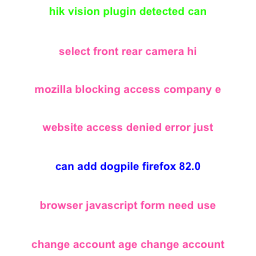 hik vision plugin detected can
select front rear camera hi
mozilla blocking access company e
website access denied error just
can add dogpile firefox 82.0
browser javascript form need use
change account age change account